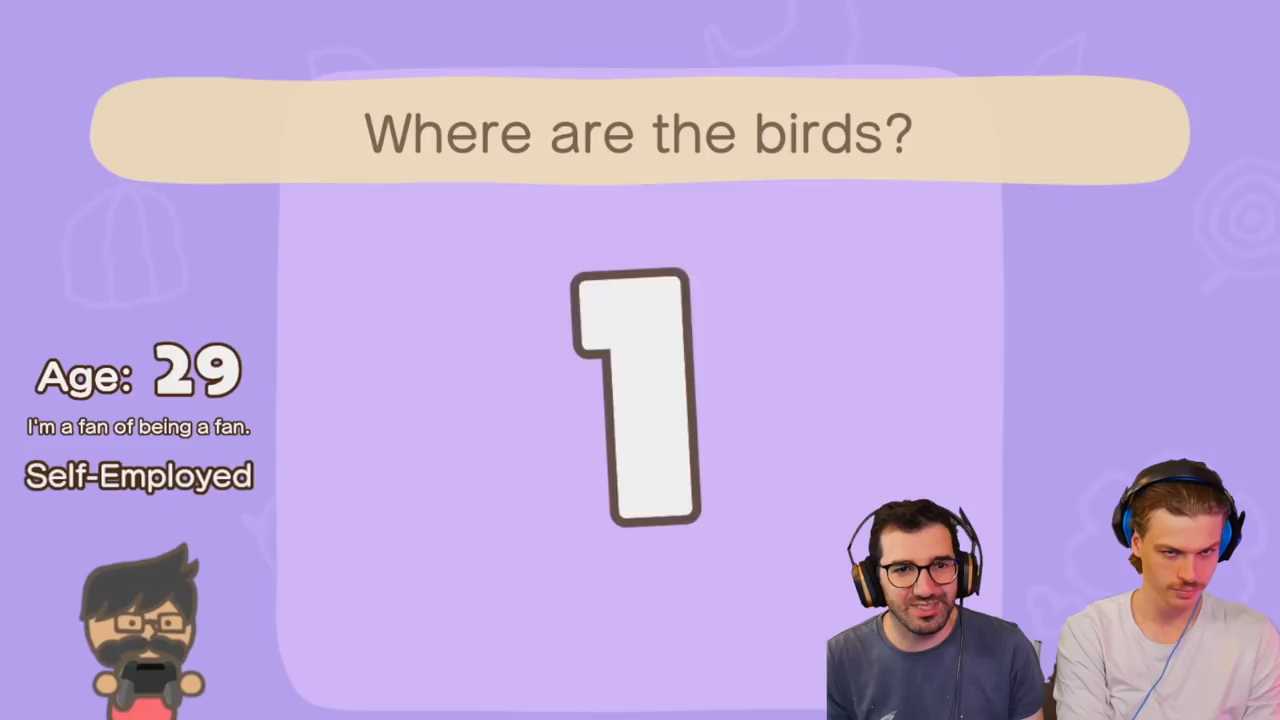 Where are the birds?
1
Age: 29
I'm a fan of being a fan.
Self-Employed